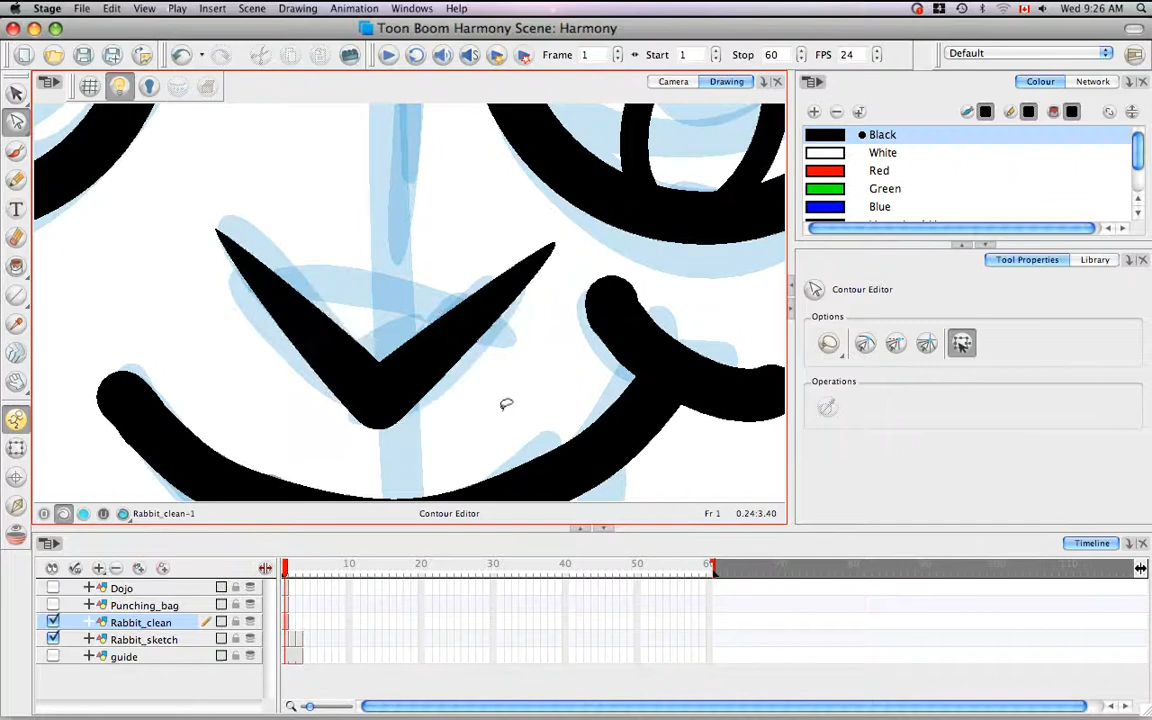 Stage File Edit View Play Insert Scene Drawing Animation Windows Help Wed 9:26 AM
Toon Boom Harmony Scene: Harmony
Frame 1 Start 1 Stop 60 FPS 24 Default
Camera Drawing Colour Network
Black
White
Red
Green
Blue
Tool Properties Library
Contour Editor
Options
Operations
Rabbit_clean-1 Contour Editor Fr 1 0.24:3.40
Timeline
10 20 30 40 50 60
Dojo
Punching_bag
Rabbit_clean
Rabbit_sketch
guide